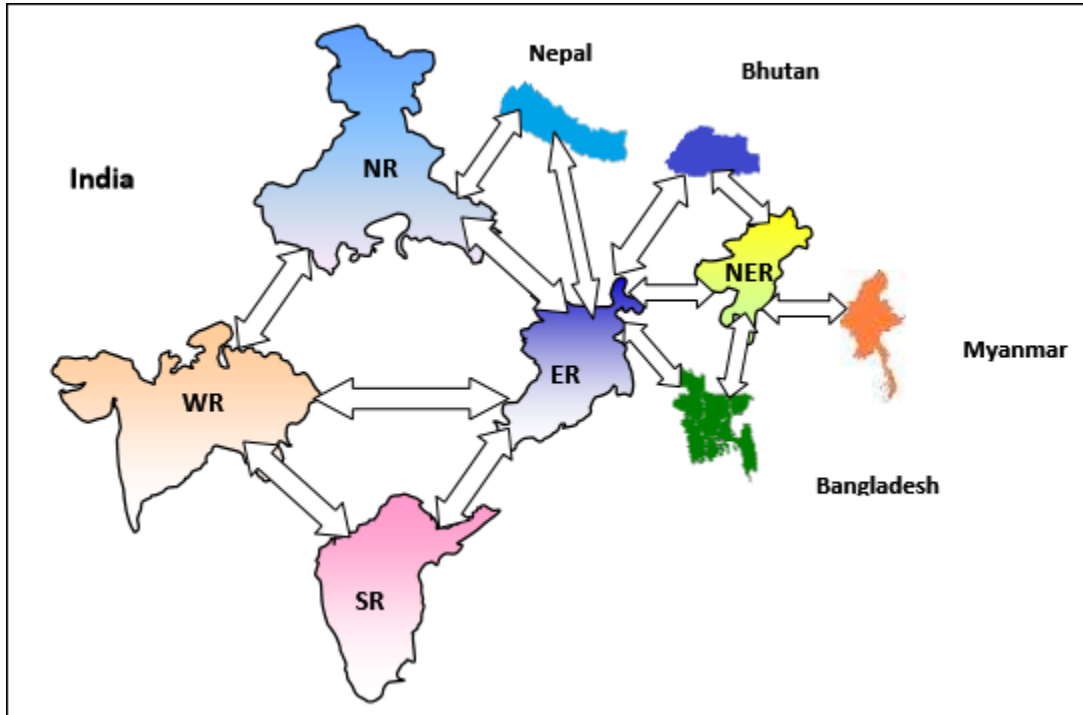 Nepal
Bhutan
India
NR
NER
Myanmar
ER
WR
Bangladesh
SR